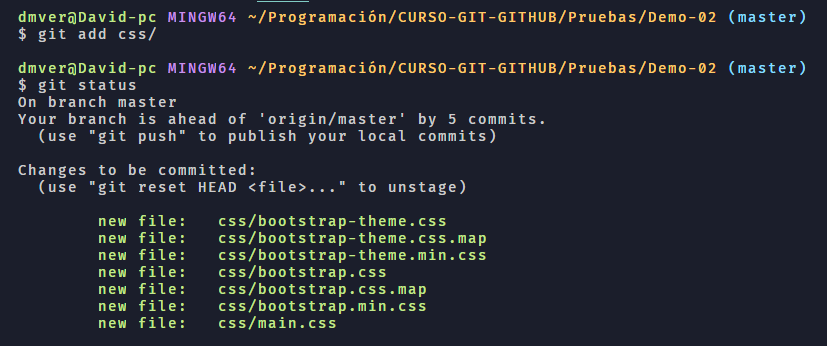 dmver@David-pc MINGW64 ~/Programación/CURSO-GIT-GITHUB/Pruebas/Demo-02 (master)
$ git add css/
dmver@David-pc MINGW64 ~/Programación/CURSO-GIT-GITHUB/Pruebas/Demo-02 (master)
$ git status
On branch master
Your branch is ahead of 'origin/master' by 5 commits.
  (use "git push" to publish your local commits)
Changes to be committed:
  (use "git reset HEAD <file>..." to unstage)
        new file:   css/bootstrap-theme.css
        new file:   css/bootstrap-theme.css.map
        new file:   css/bootstrap-theme.min.css
        new file:   css/bootstrap.css
        new file:   css/bootstrap.css.map
        new file:   css/bootstrap.min.css
        new file:   css/main.css